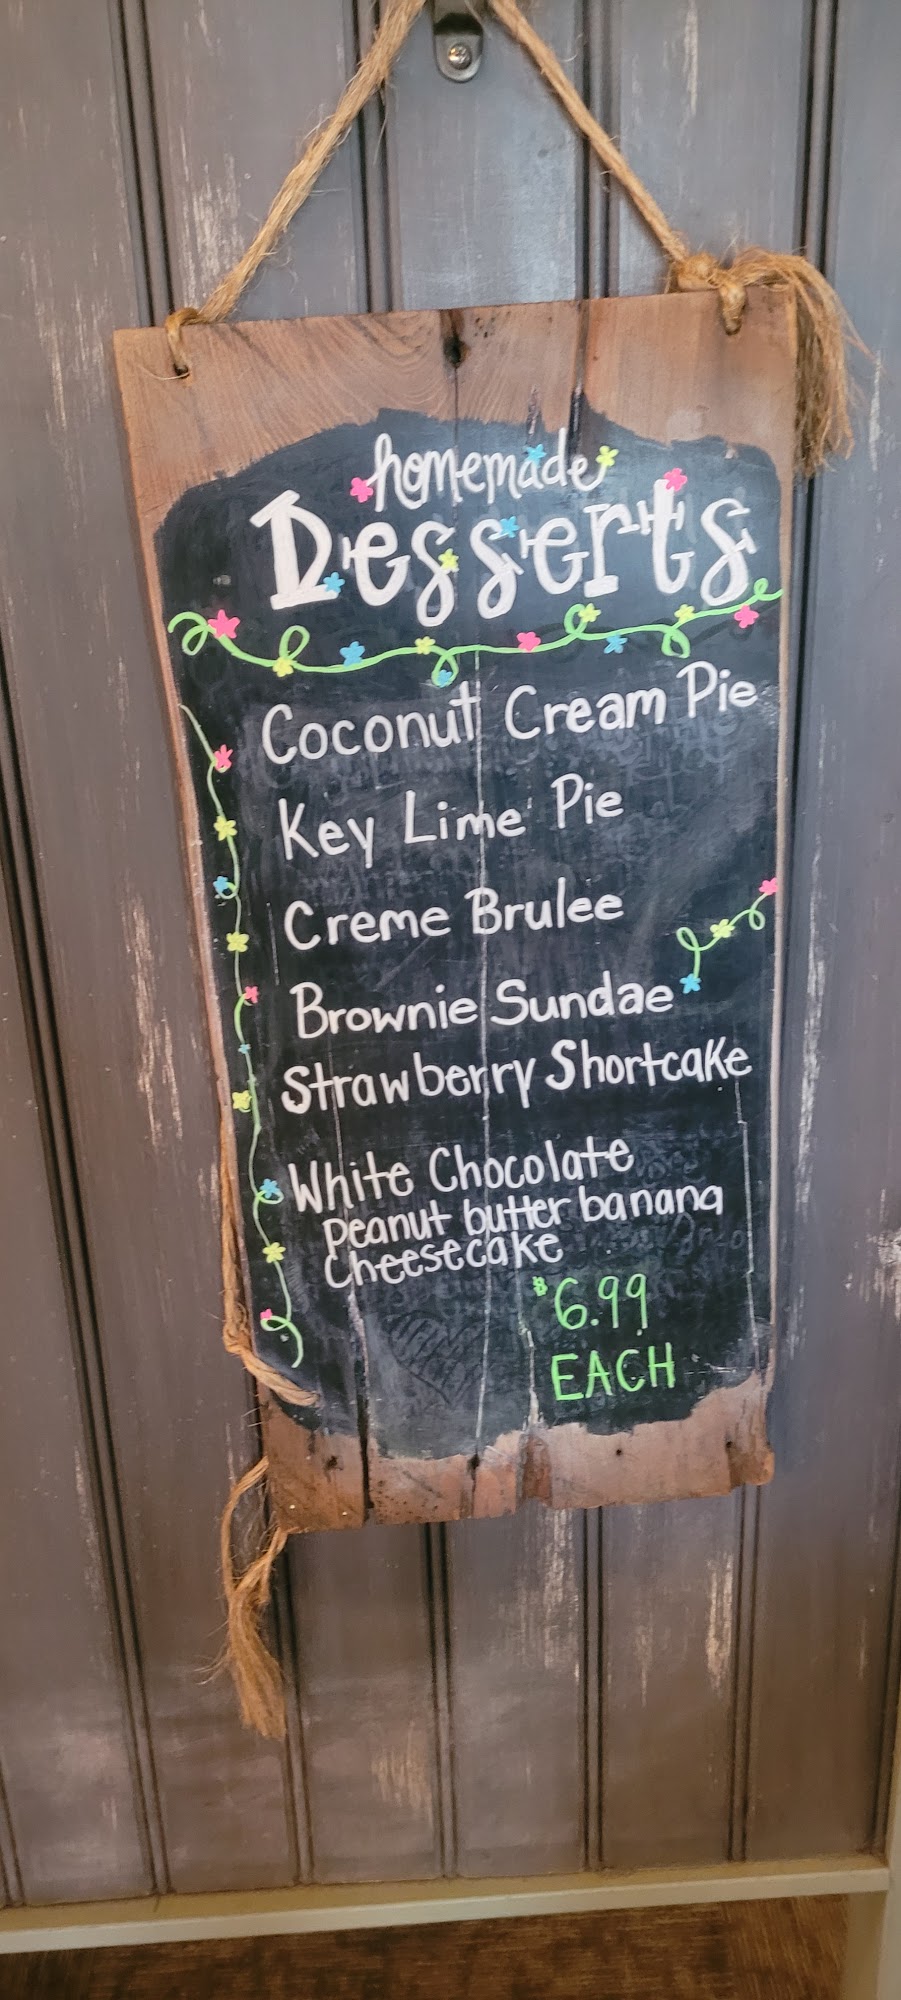 homemade
Desserts
Coconut Cream Pie
Key Lime Pie
Creme Brulee
Brownie Sundae
Strawberry Shortcake
White Chocolate
peanut butter banana
Cheesecake
$6.99
EACH